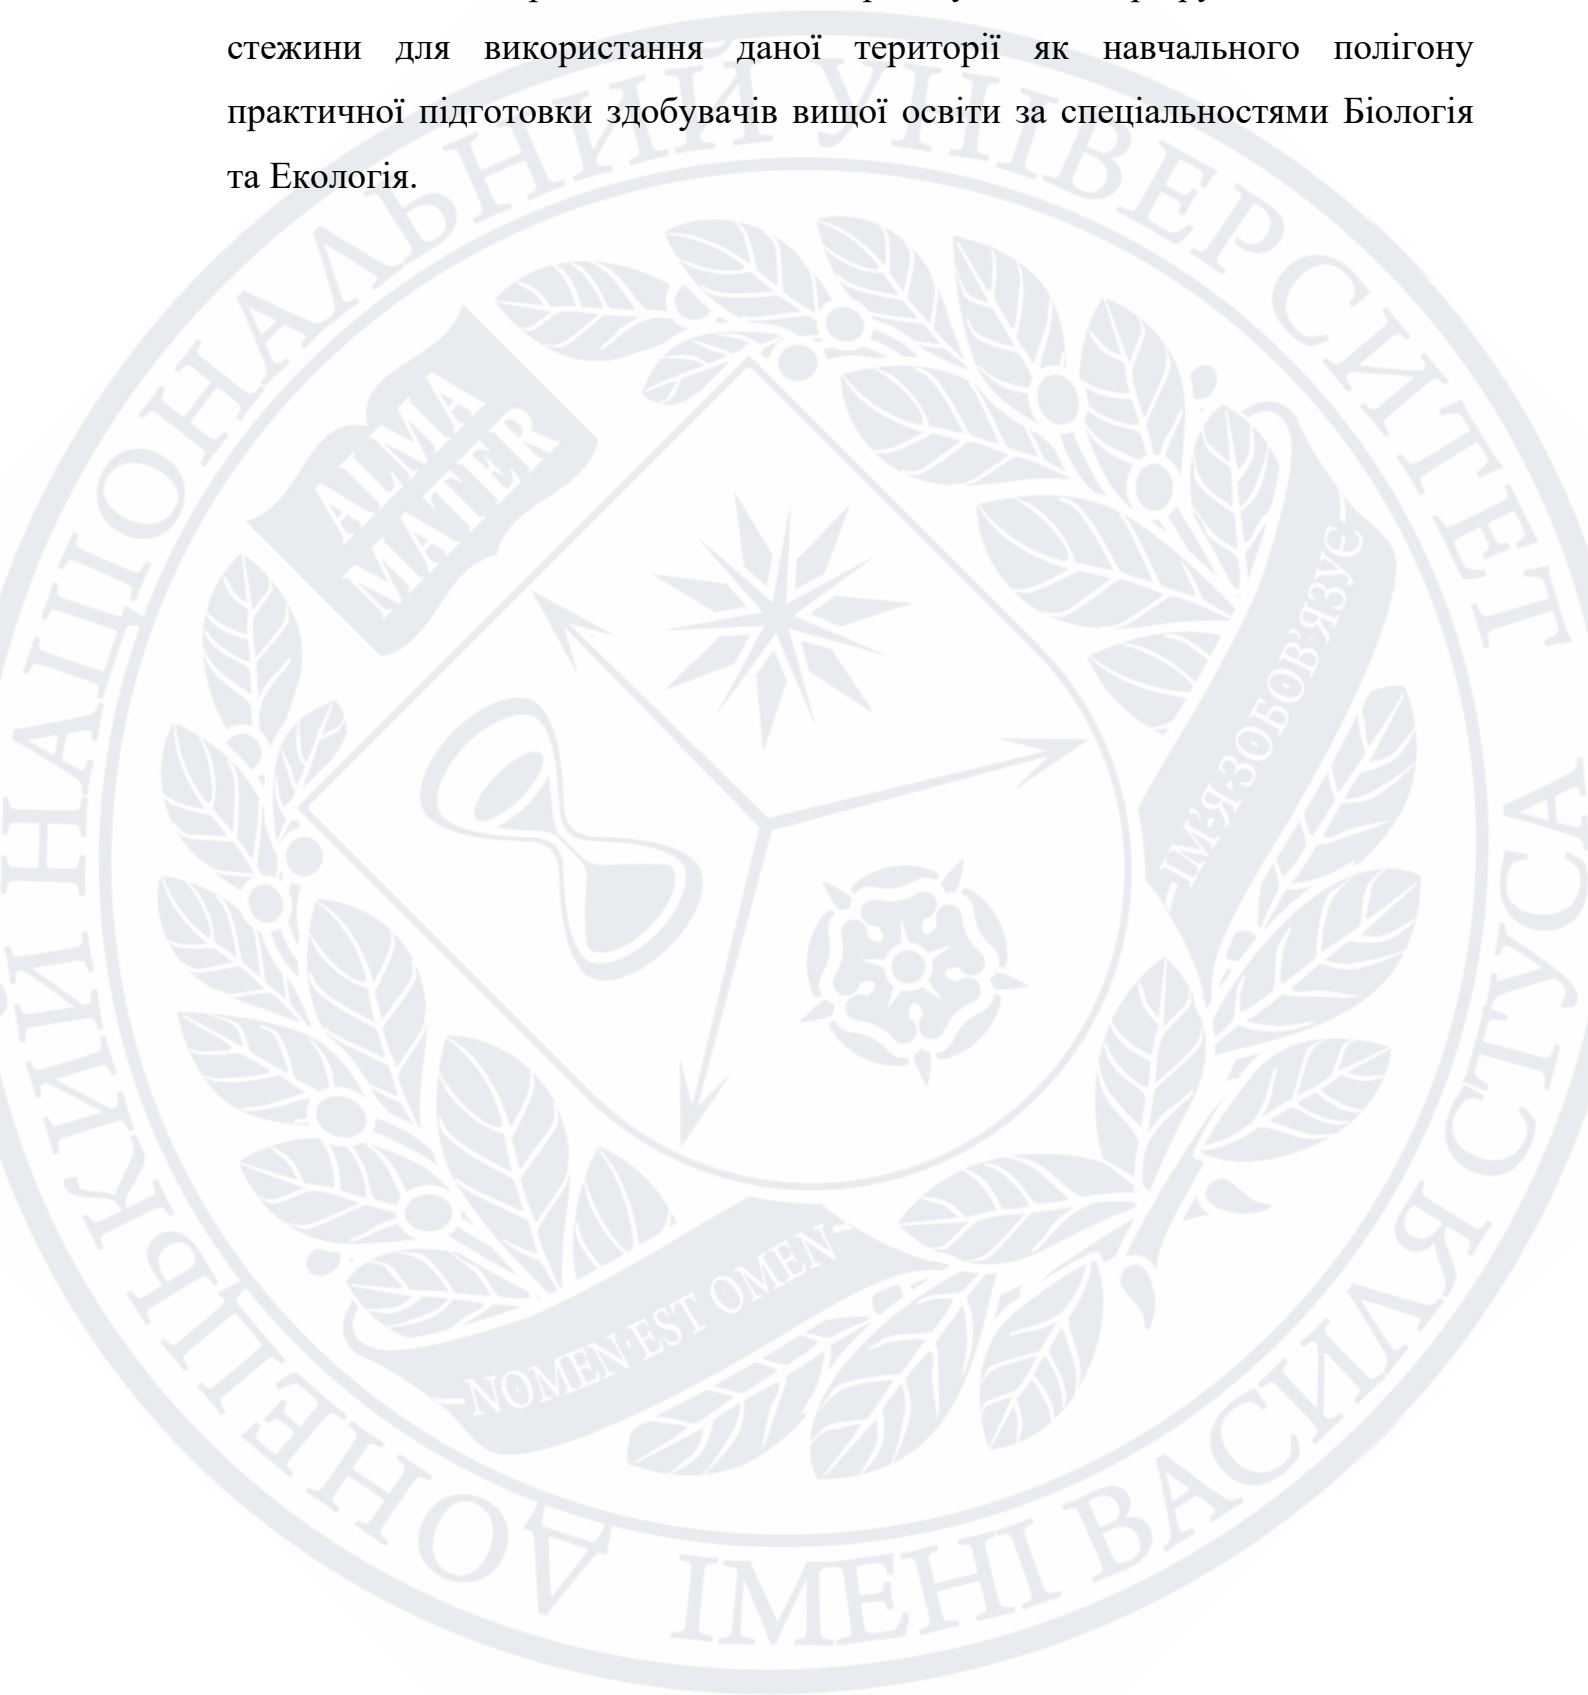 стежини для використання даної території як навчального полігону
практичної підготовки здобувачів вищої освіти за спеціальностями Біологія
та Екологія.
ДОНЕЦЬКИЙ НАЦІОНАЛЬНИЙ УНІВЕРСИТЕТ
ІМЕНІ ВАСИЛЯ СТУСА
ALMA
MATER
ІМ'Я ЗОБОВ'ЯЗУЄ
NOMEN EST OMEN